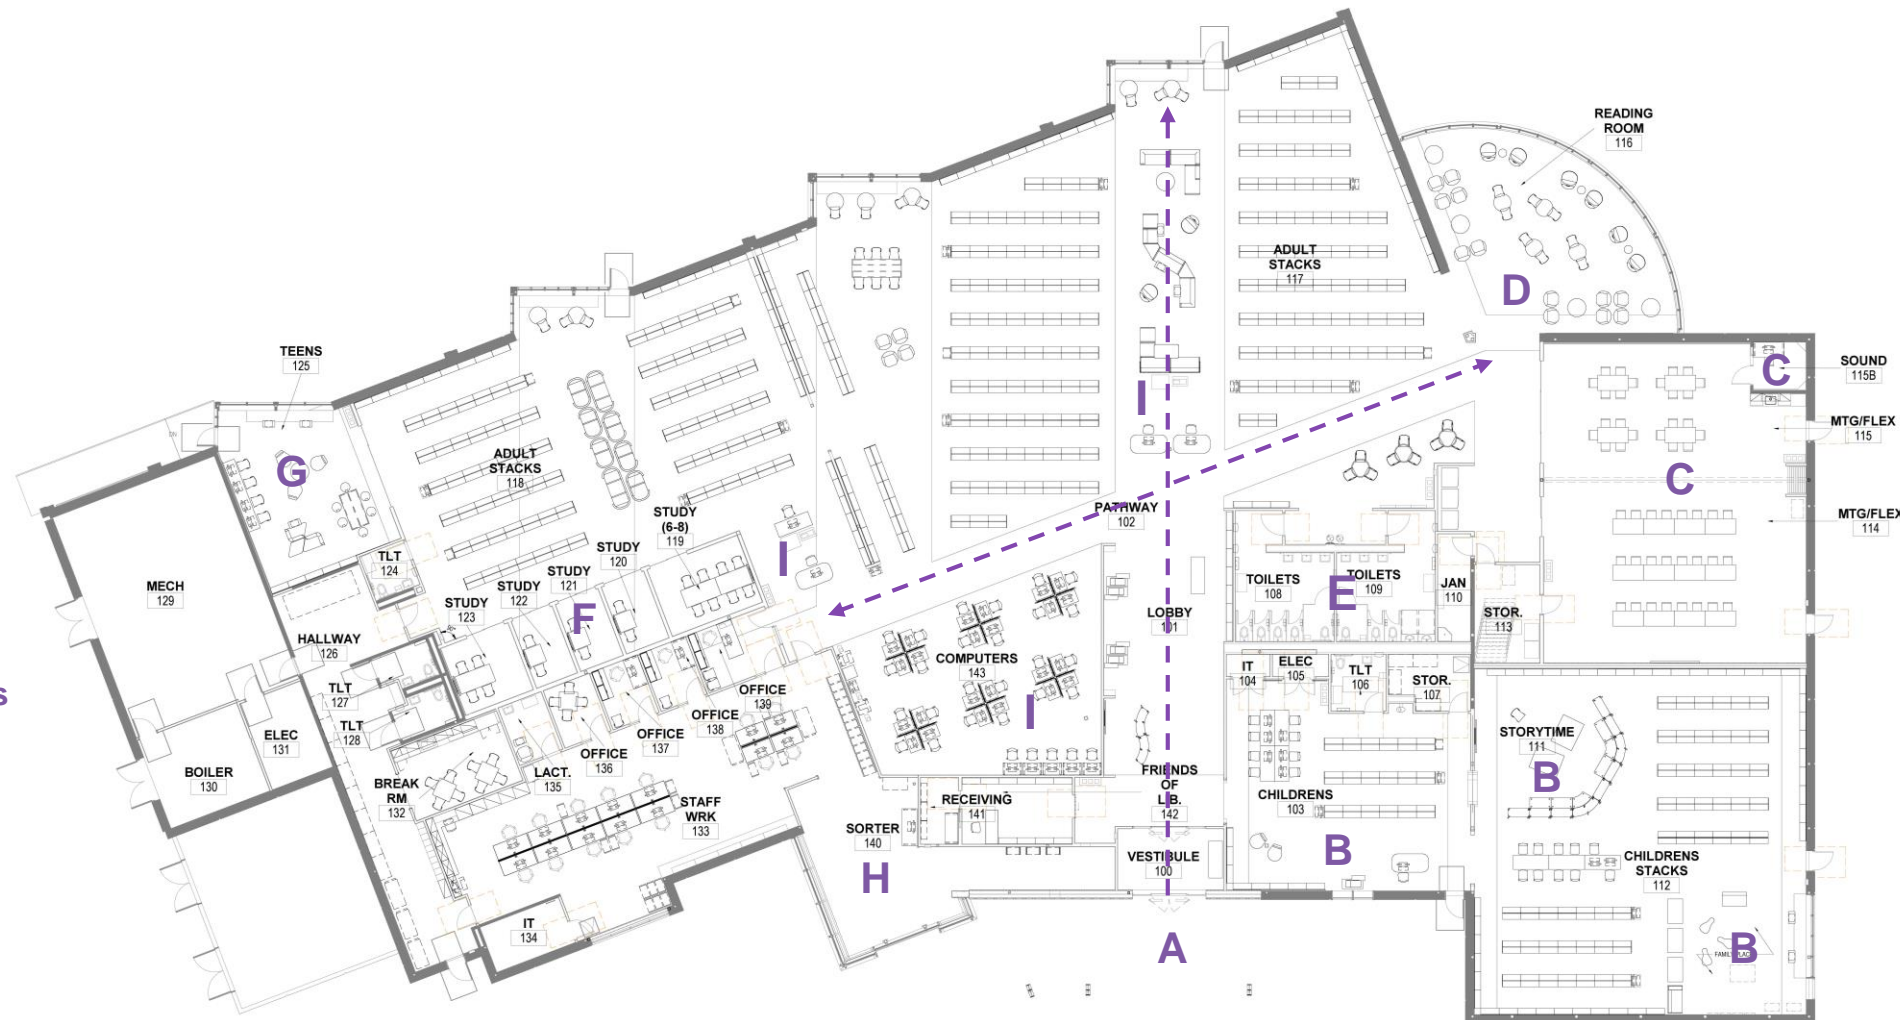 READING
ROOM
116
D
ADULT
STACKS
117
TEENS
125
G
C
SOUND
115B
MTG/FLEX
115
C
MTG/FLEX
114
I
ADULT
STACKS
118
STUDY
(6-8)
119
PATHWAY
102
I
STUDY
120
STUDY
121
STUDY
122
STUDY
123
F
TLT
124
MECH
129
HALLWAY
126
TLT
127
TLT
128
ELEC
131
BOILER
130
BREAK
RM
132
LACT.
135
OFFICE
136
OFFICE
137
OFFICE
138
OFFICE
139
STAFF
WRK
133
IT
134
COMPUTERS
143
I
LOBBY
101
TOILETS
108
E
TOILETS
109
JAN
110
STOR.
113
IT
104
ELEC
105
TLT
106
STOR.
107
STORYTIME
111
B
CHILDRENS
103
B
FRIENDS
OF
LIB.
142
RECEIVING
141
SORTER
140
H
VESTIBULE
100
A
CHILDRENS
STACKS
112
B
s
DN